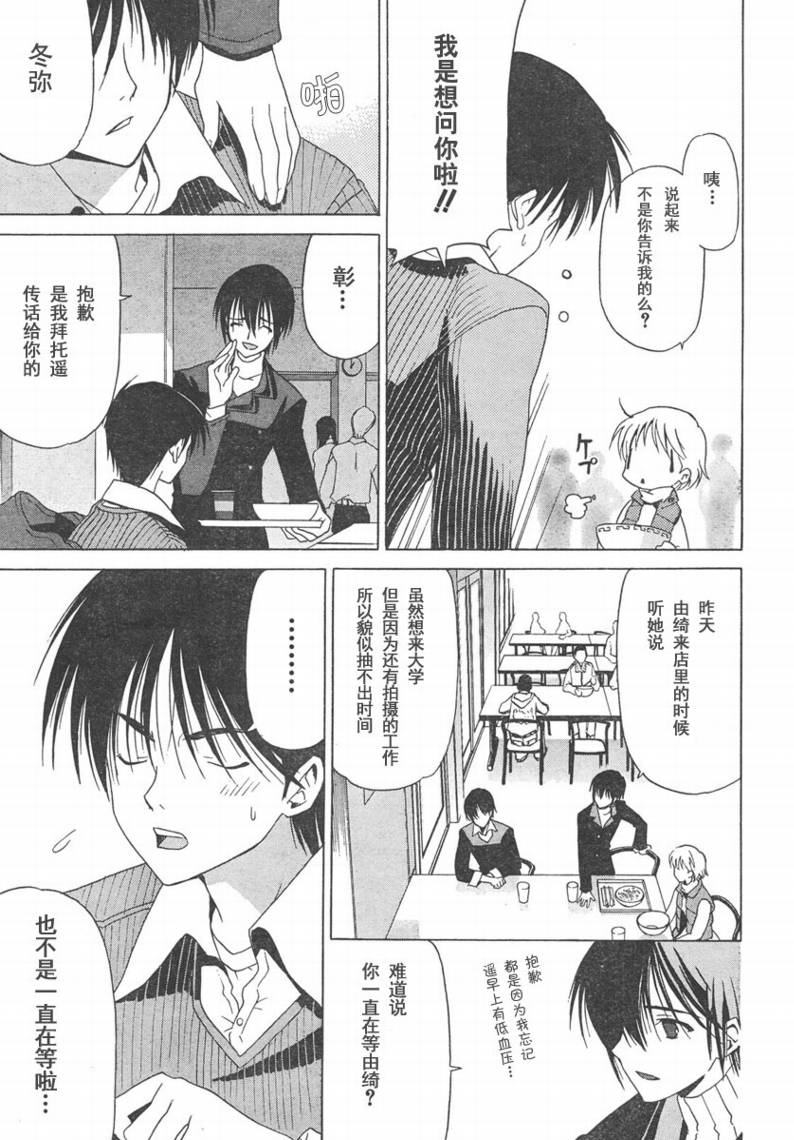 咦…
说起来
不是你告诉我的么？
我是想问你啦！！
ケプ
啪
冬弥
彰…
抱歉
是我拜托遥
传话给你的
昨天
由绮来店里的时候
听她说
虽然想来大学
但是因为还有拍摄的工作
所以貌似抽不出时间
抱歉
都是因为我忘记
遥早上有低血压…
难道说
你一直在等由绮？
………
也不是一直在等啦…